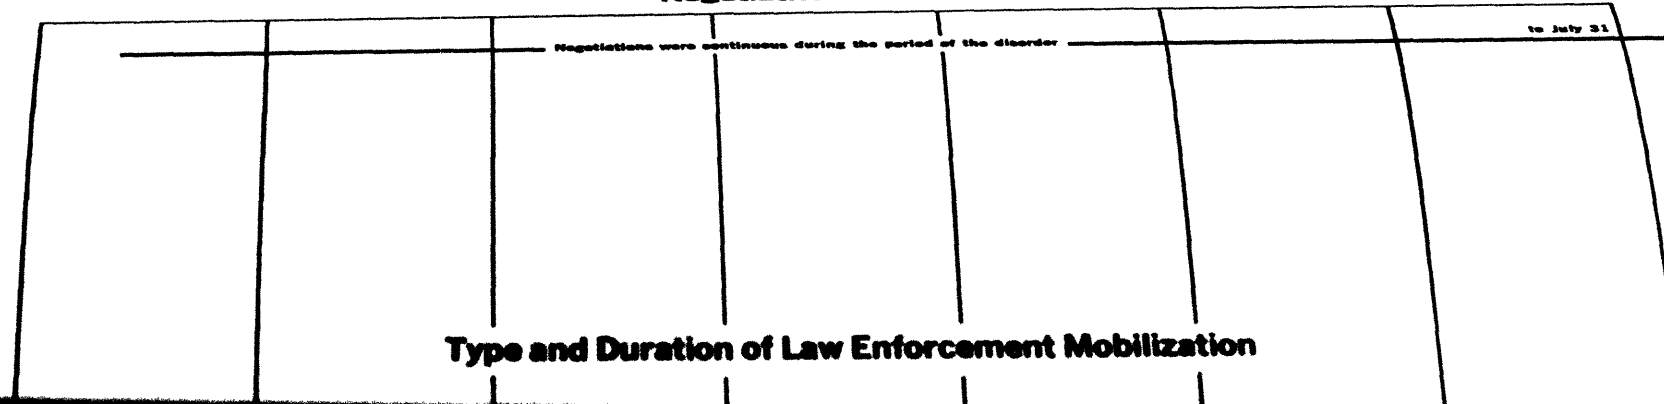 Negotiations were continuous during the period of the disorder
to July 31
Type and Duration of Law Enforcement Mobilization